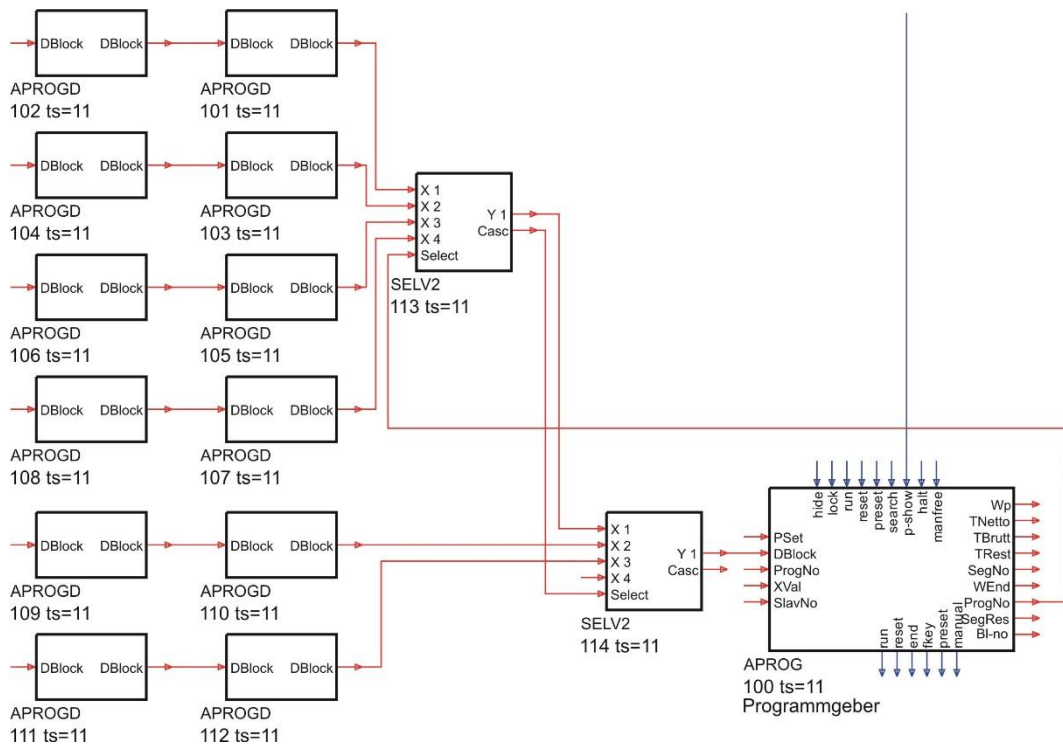 DBlock DBlock
APROGD
102 ts=11
DBlock DBlock
APROGD
101 ts=11
DBlock DBlock
APROGD
104 ts=11
DBlock DBlock
APROGD
103 ts=11
X 1
X 2
X 3
X 4
Select
Y 1
Casc
SELV2
113 ts=11
DBlock DBlock
APROGD
106 ts=11
DBlock DBlock
APROGD
105 ts=11
DBlock DBlock
APROGD
108 ts=11
DBlock DBlock
APROGD
107 ts=11
DBlock DBlock
APROGD
109 ts=11
DBlock DBlock
APROGD
110 ts=11
X 1
X 2
X 3
X 4
Select
Y 1
Casc
SELV2
114 ts=11
DBlock DBlock
APROGD
111 ts=11
DBlock DBlock
APROGD
112 ts=11
hide
lock
run
reset
preset
search
p-show
halt
manfree
PSet
DBlock
ProgNo
XVal
SlavNo
Wp
TNetto
TBrutt
TRest
SegNo
WEnd
ProgNo
SegRes
Bl-no
run
reset
end
fkey
preset
manual
APROG
100 ts=11
Programmgeber